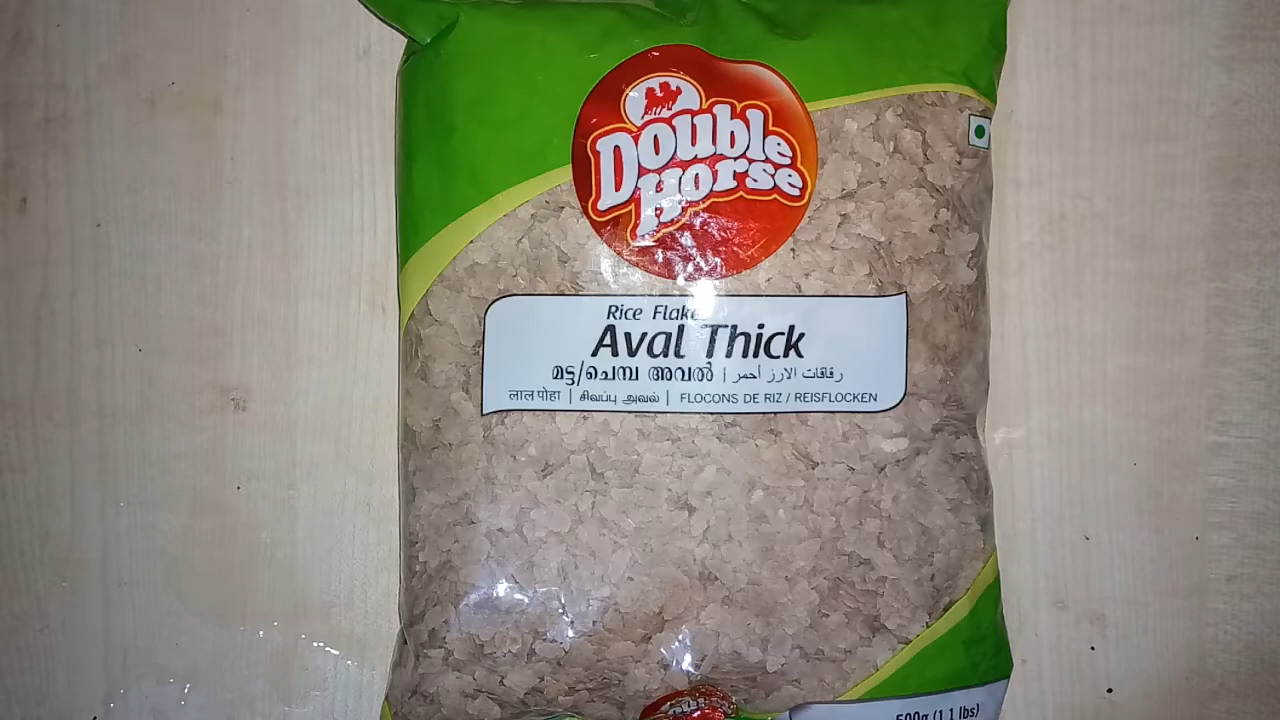 Double
Horse
Rice Flakes
Aval Thick
മട്ട/ചെമ്പ അവൽ | رقاقات الارز أحمر
लाल पोहा | சிவப்பு அவல் | FLOCONS DE RIZ / REISFLOCKEN
500g (1.1 lbs)